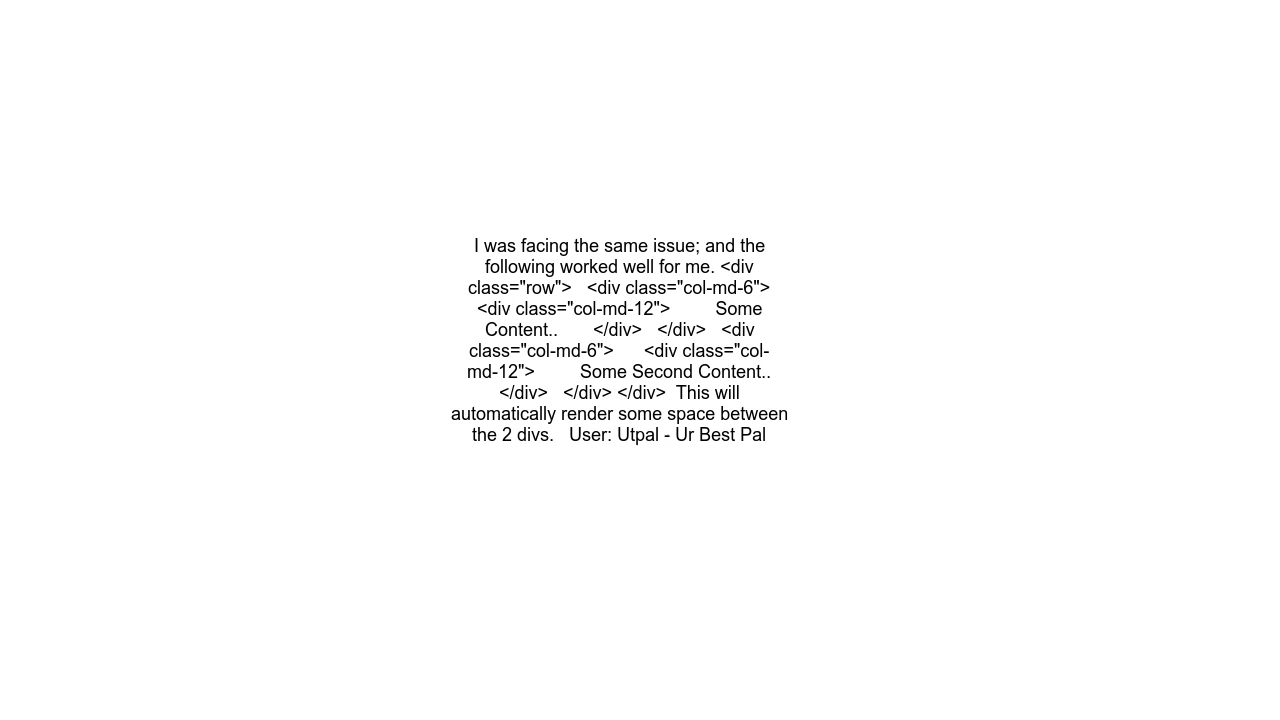 I was facing the same issue; and the
following worked well for me. <div
class="row">   <div class="col-md-6">
<div class="col-md-12">         Some
Content..       </div>   </div>   <div
class="col-md-6">      <div class="col-
md-12">         Some Second Content..
</div>   </div> </div>  This will
automatically render some space between
the 2 divs.   User: Utpal - Ur Best Pal